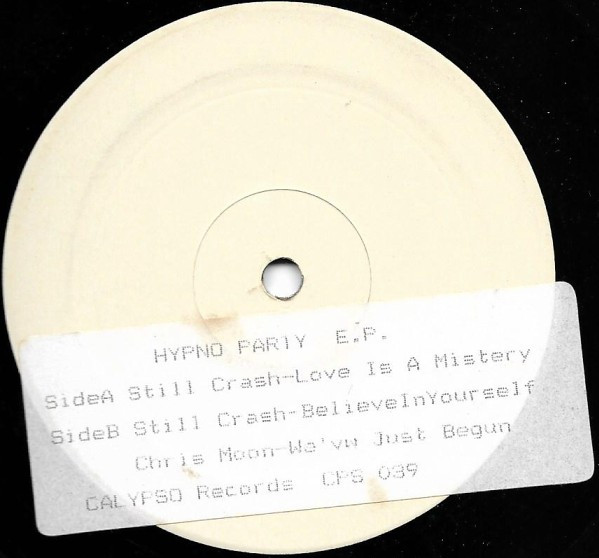 HYPNO PARTY E.P.
SideA Still Crash-Love Is A Mistery
SideB Still Crash-BelieveInYourself
Chris Moon-We'vw Just Begun
CALYPSO Records CPS 039